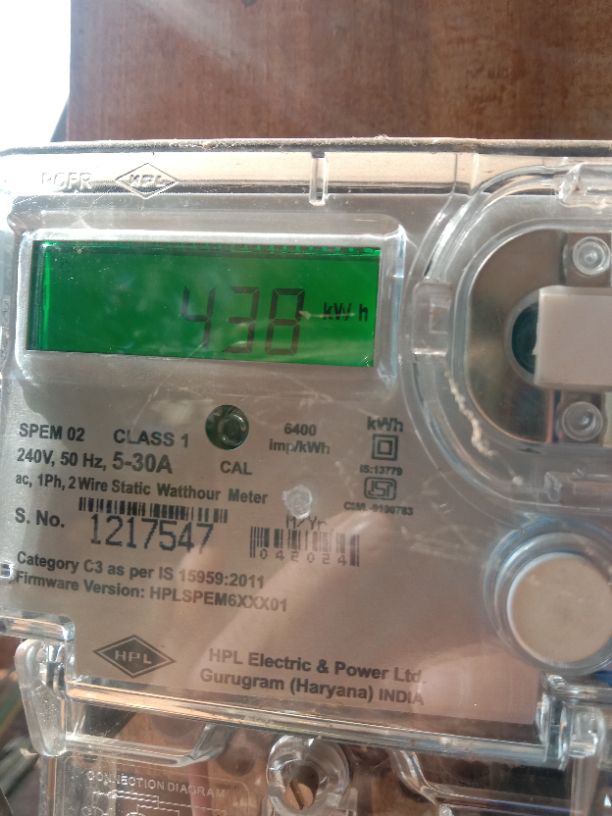 HPL
438 kW h
SPEM 02 CLASS 1
240V, 50 Hz, 5-30A
ac, 1Ph, 2 Wire Static Watthour Meter
CAL
6400
imp/kWh
kWh
IS:13779
S. No. 1217547
M/Yr
042024
Category C3 as per IS 15959:2011
Firmware Version: HPLSPEM6XXX01
HPL
HPL Electric & Power Ltd.
Gurugram (Haryana) INDIA
CONNECTION DIAGRAM